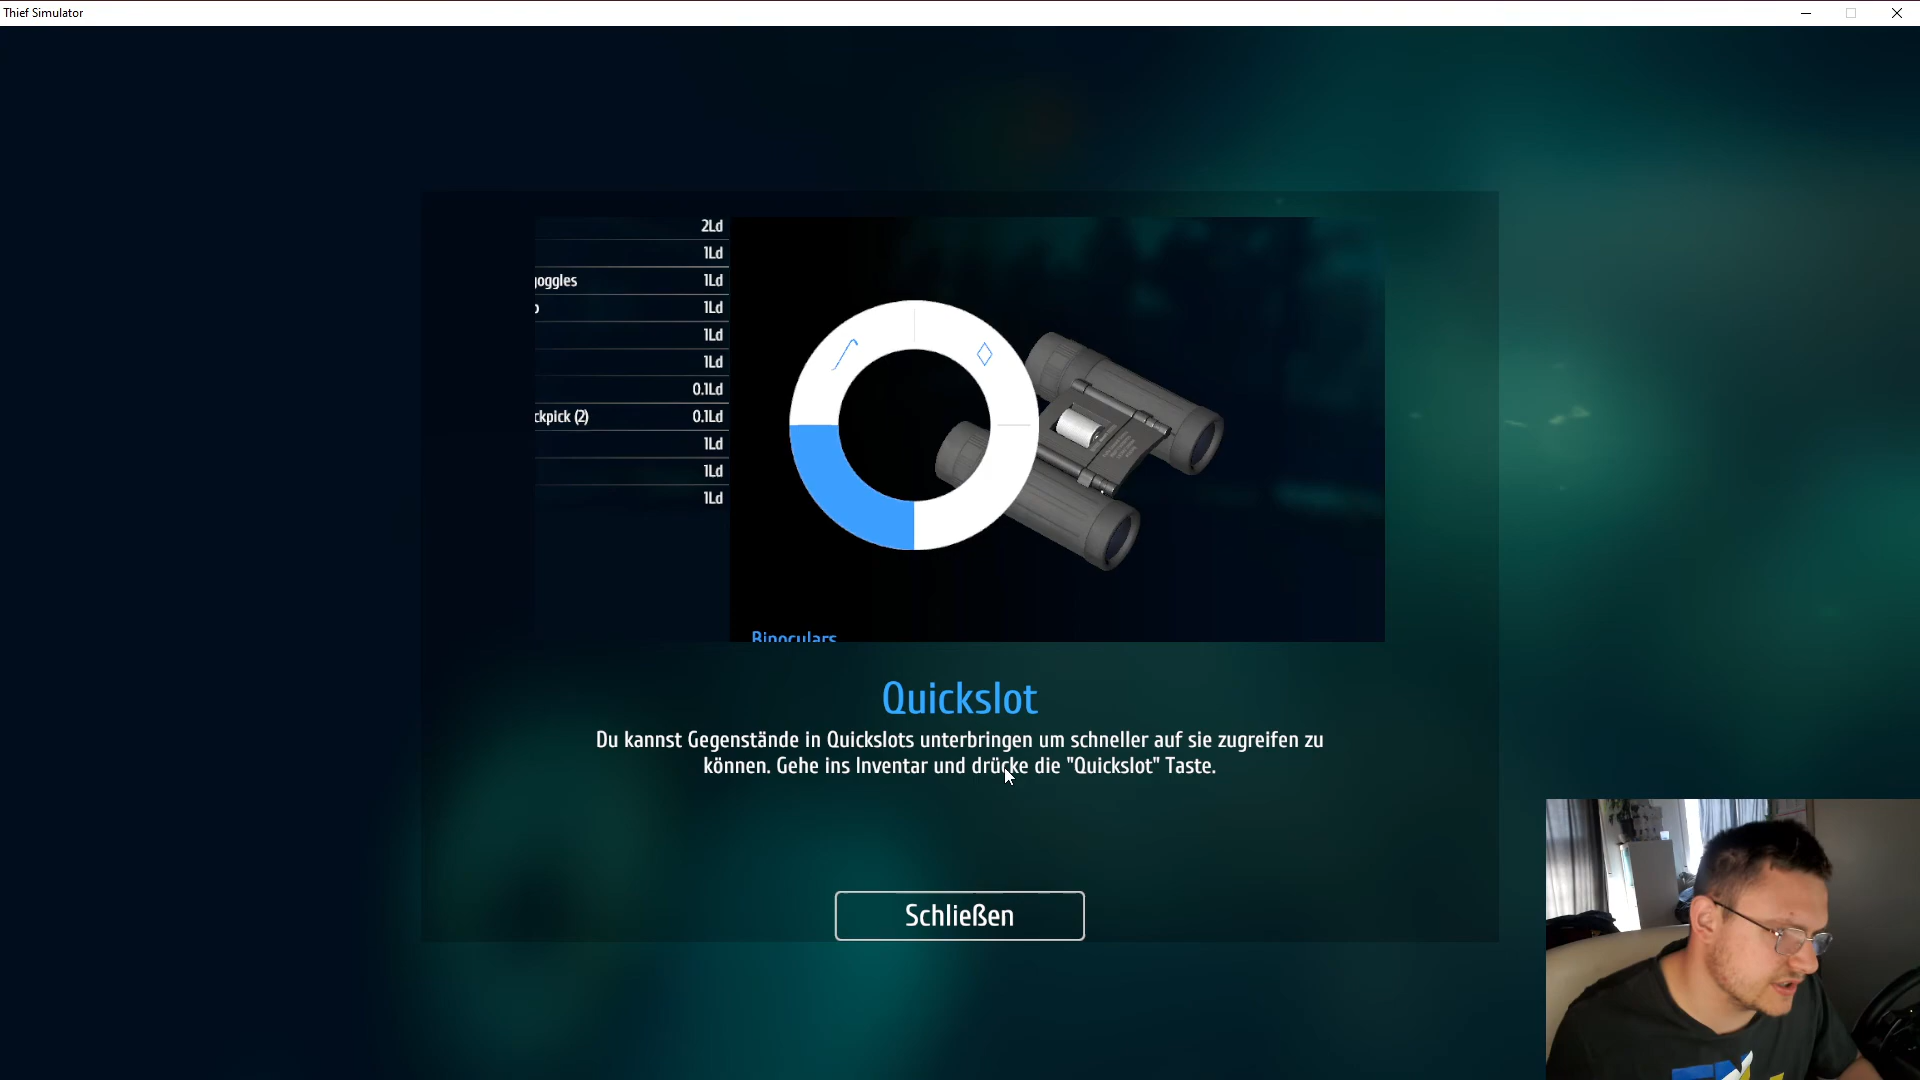 Thief Simulator
2Ld
1Ld
goggles 1Ld
1Ld
1Ld
1Ld
0.1Ld
ckpick (2) 0.1Ld
1Ld
1Ld
1Ld
Binoculars
Quickslot
Du kannst Gegenstände in Quickslots unterbringen um schneller auf sie zugreifen zu
können. Gehe ins Inventar und drücke die "Quickslot" Taste.
Schließen